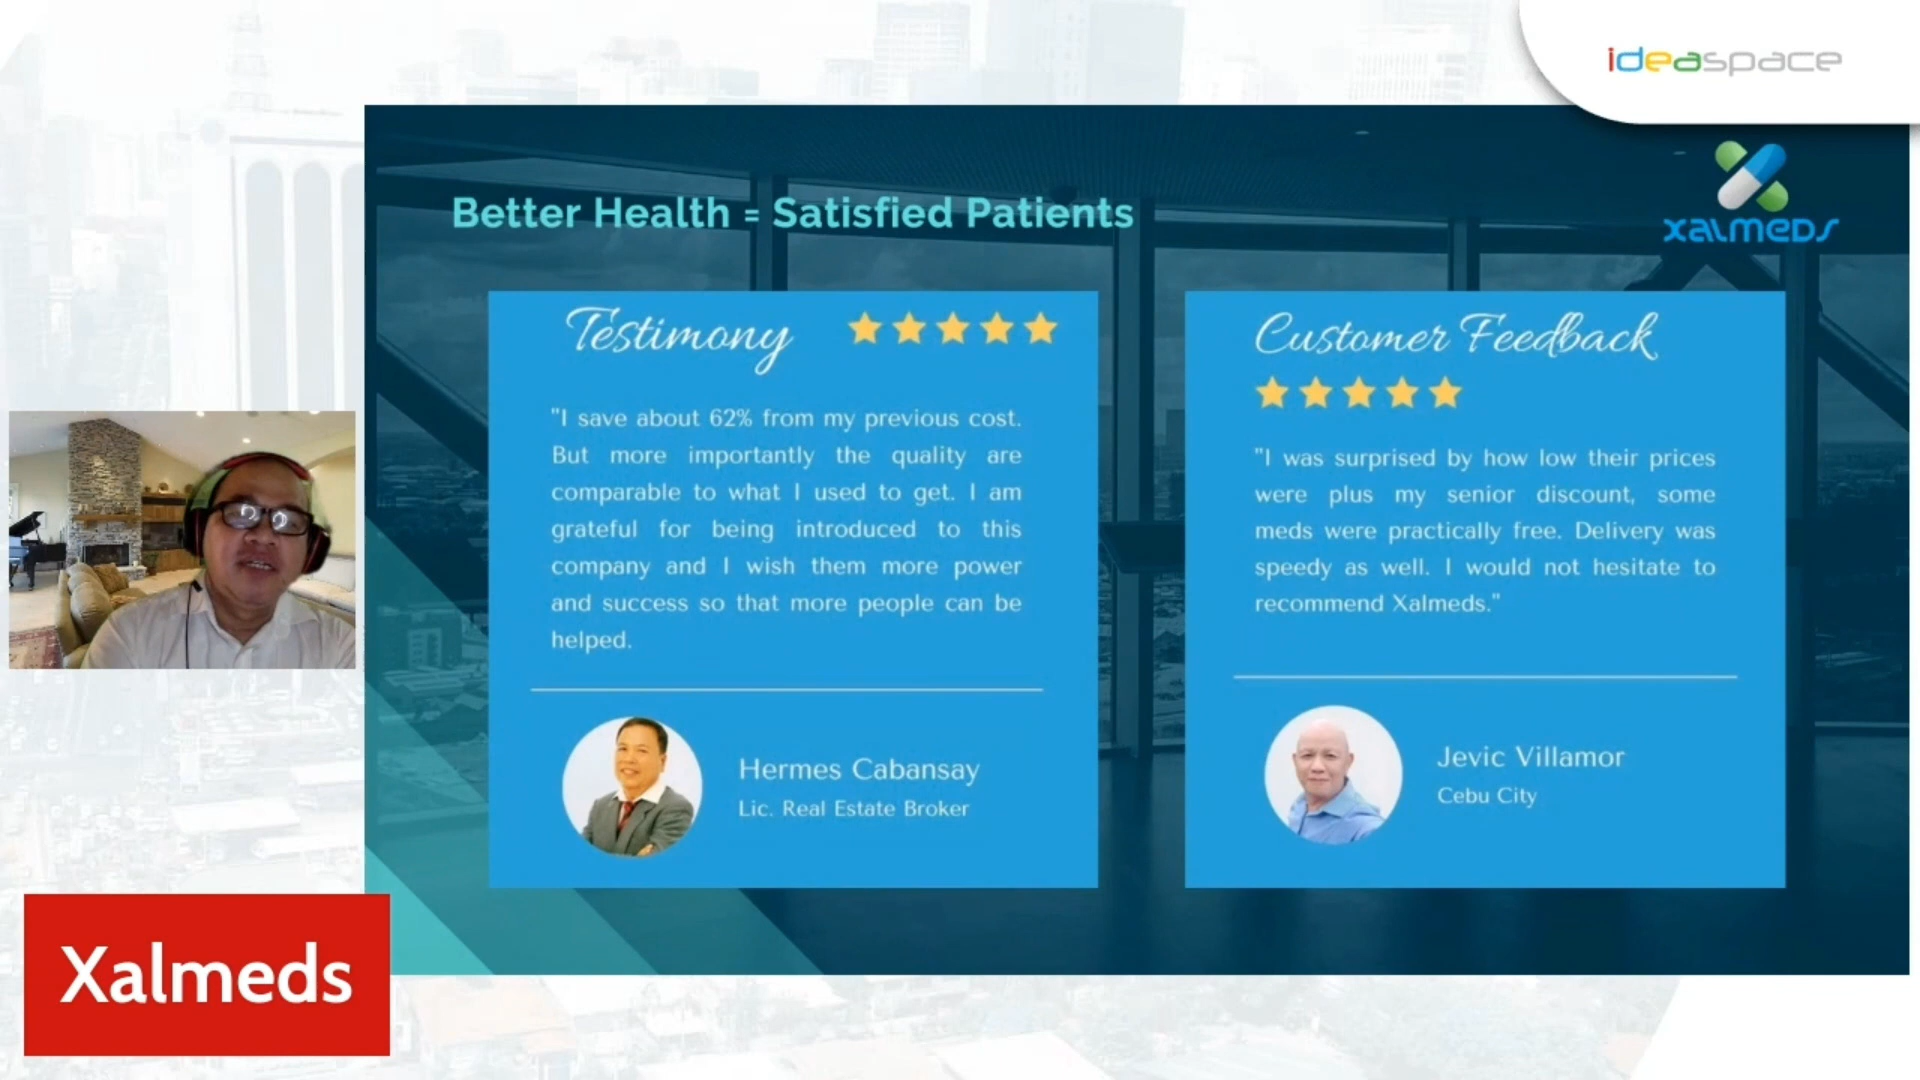 ideaspace
xalmeds
Better Health = Satisfied Patients
Testimony
"I save about 62% from my previous cost.
But more importantly the quality are
comparable to what I used to get. I am
grateful for being introduced to this
company and I wish them more power
and success so that more people can be
helped.
Hermes Cabansay
Lic. Real Estate Broker
Customer Feedback
"I was surprised by how low their prices
were plus my senior discount, some
meds were practically free. Delivery was
speedy as well. I would not hesitate to
recommend Xalmeds."
Jevic Villamor
Cebu City
Xalmeds